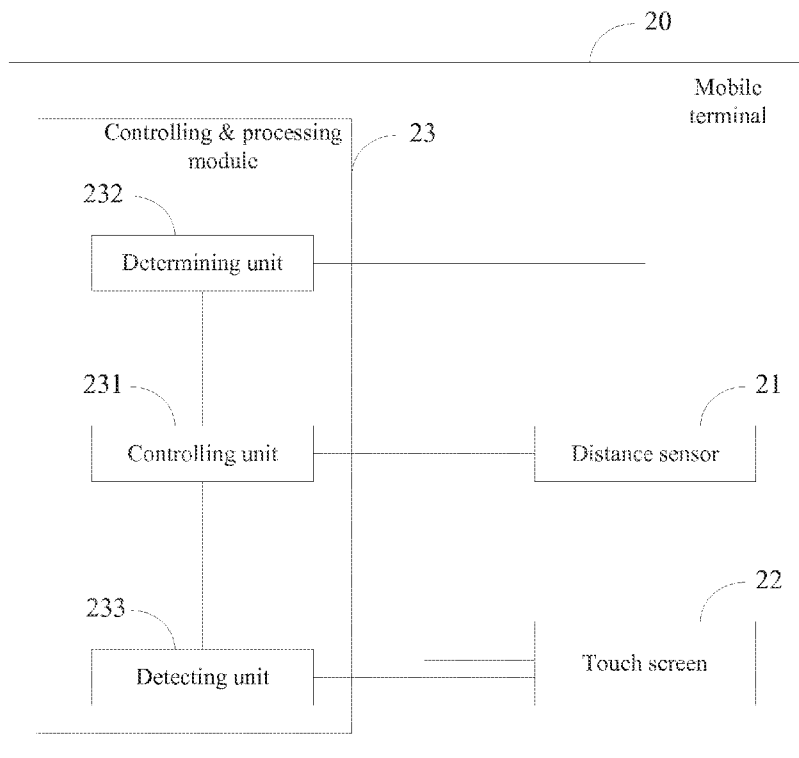 20
Mobile
terminal
Controlling & processing
module
23
232
Determining unit
231
Controlling unit
21
Distance sensor
233
Detecting unit
22
Touch screen